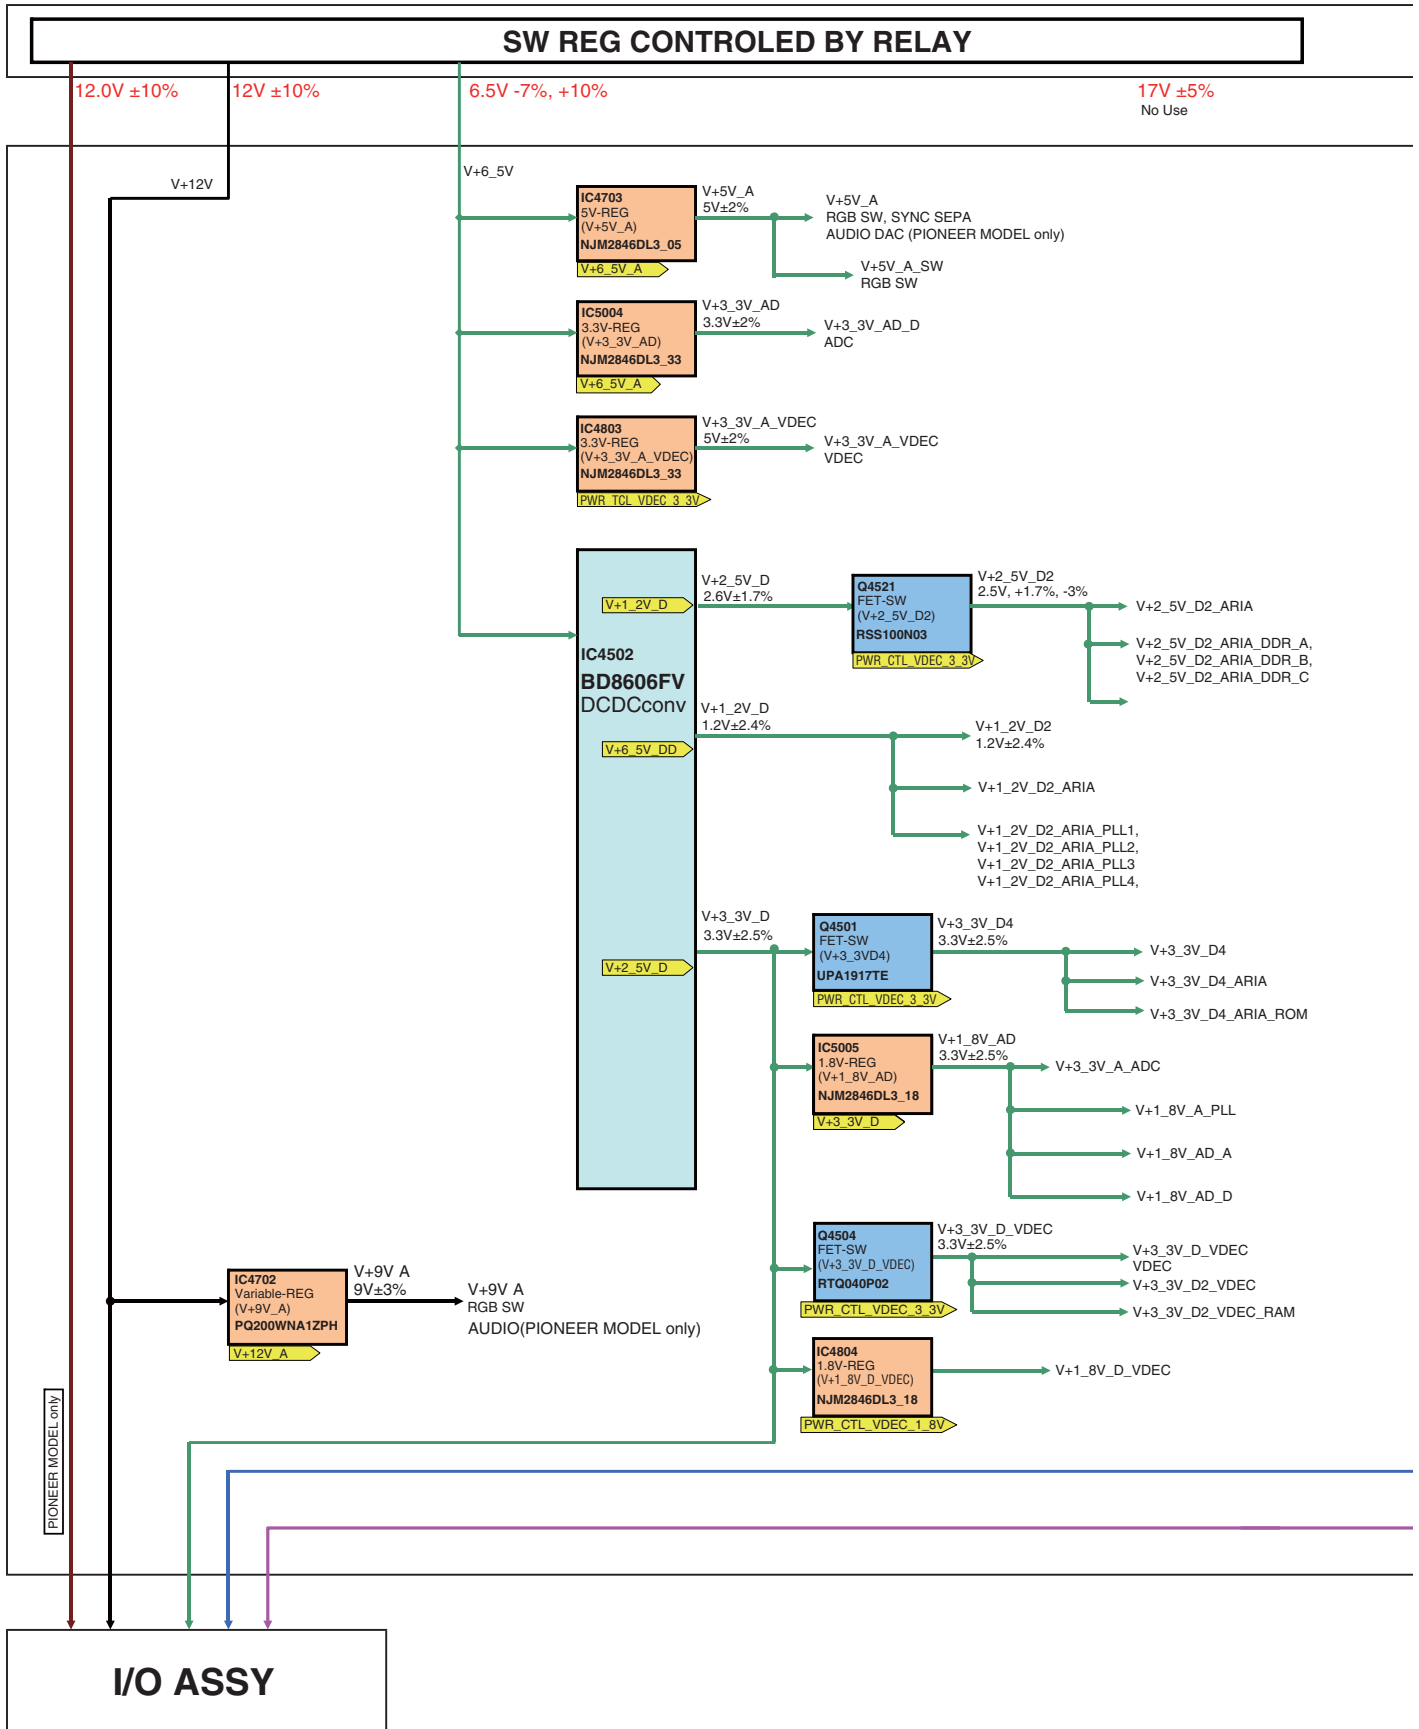 SW REG CONTROLED BY RELAY
12.0V ±10%
12V ±10%
6.5V -7%, +10%
17V ±5%
No Use
V+12V
V+6_5V
IC4703
5V-REG
(V+5V_A)
NJM2846DL3_05
V+6_5V_A
V+5V_A
5V±2%
V+5V_A
RGB SW, SYNC SEPA
AUDIO DAC (PIONEER MODEL only)
V+5V_A_SW
RGB SW
IC5004
3.3V-REG
(V+3_3V_AD)
NJM2846DL3_33
V+6_5V_A
V+3_3V_AD
3.3V±2%
V+3_3V_AD_D
ADC
IC4803
3.3V-REG
(V+3_3V_A_VDEC)
NJM2846DL3_33
PWR_TCL_VDEC_3_3V
V+3_3V_A_VDEC
5V±2%
V+3_3V_A_VDEC
VDEC
V+1_2V_D
IC4502
BD8606FV
DCDCconv
V+6_5V_DD
V+2_5V_D
V+2_5V_D
2.6V±1.7%
Q4521
FET-SW
(V+2_5V_D2)
RSS100N03
PWR_CTL_VDEC_3_3V
V+2_5V_D2
2.5V, +1.7%, -3%
V+2_5V_D2_ARIA
V+2_5V_D2_ARIA_DDR_A,
V+2_5V_D2_ARIA_DDR_B,
V+2_5V_D2_ARIA_DDR_C
V+1_2V_D
1.2V±2.4%
V+1_2V_D2
1.2V±2.4%
V+1_2V_D2_ARIA
V+1_2V_D2_ARIA_PLL1,
V+1_2V_D2_ARIA_PLL2,
V+1_2V_D2_ARIA_PLL3
V+1_2V_D2_ARIA_PLL4,
V+3_3V_D
3.3V±2.5%
Q4501
FET-SW
(V+3_3VD4)
UPA1917TE
PWR_CTL_VDEC_3_3V
V+3_3V_D4
3.3V±2.5%
V+3_3V_D4
V+3_3V_D4_ARIA
V+3_3V_D4_ARIA_ROM
IC5005
1.8V-REG
(V+1_8V_AD)
NJM2846DL3_18
V+3_3V_D
V+1_8V_AD
3.3V±2.5%
V+3_3V_A_ADC
V+1_8V_A_PLL
V+1_8V_AD_A
V+1_8V_AD_D
Q4504
FET-SW
(V+3_3V_D_VDEC)
RTQ040P02
PWR_CTL_VDEC_3_3V
V+3_3V_D_VDEC
3.3V±2.5%
V+3_3V_D_VDEC
VDEC
V+3_3V_D2_VDEC
V+3_3V_D2_VDEC_RAM
IC4702
Variable-REG
(V+9V_A)
PQ200WNA1ZPH
V+12V_A
V+9V A
9V±3%
V+9V A
RGB SW
AUDIO(PIONEER MODEL only)
IC4804
1.8V-REG
(V+1_8V_D_VDEC)
NJM2846DL3_18
PWR_CTL_VDEC_1_8V
V+1_8V_D_VDEC
PIONEER MODEL only
I/O ASSY